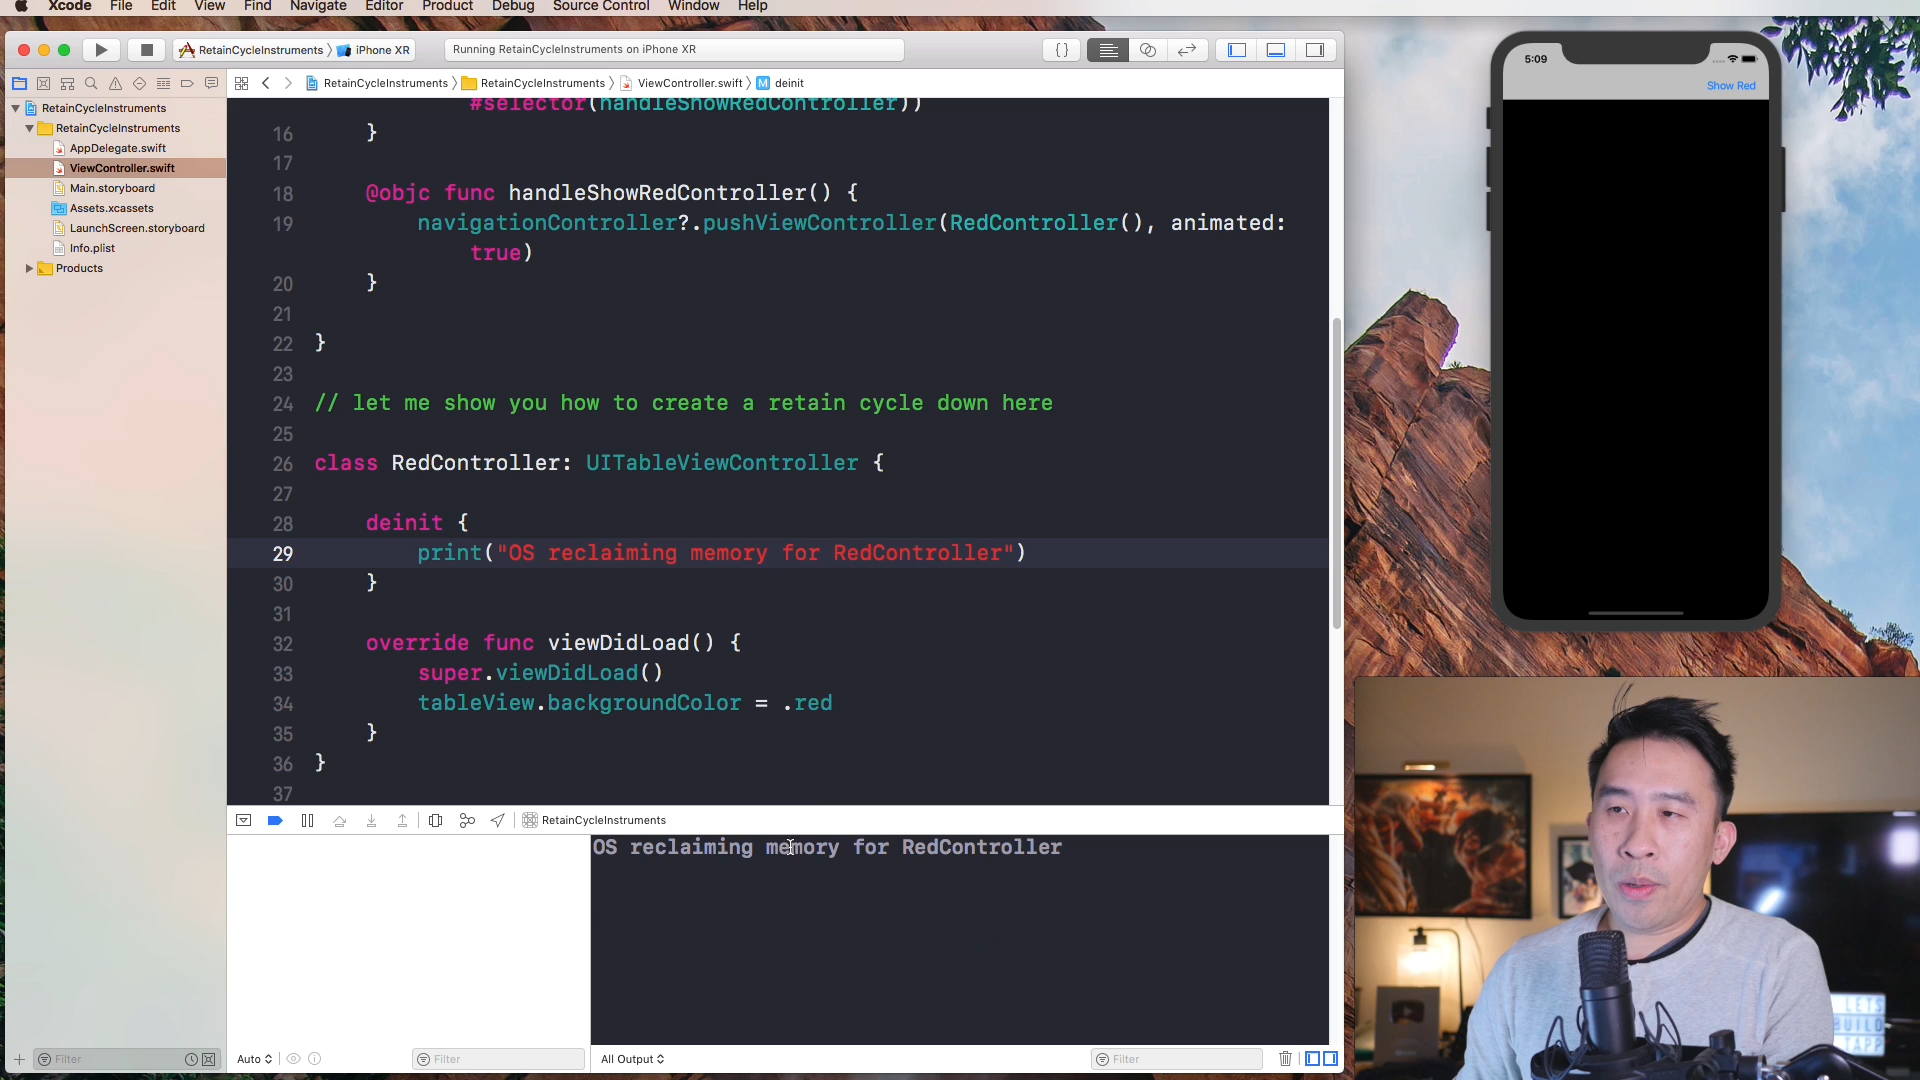 Xcode File Edit View Find Navigate Editor Product Debug Source Control Window Help
RetainCycleInstruments iPhone XR
Running RetainCycleInstruments on iPhone XR
RetainCycleInstruments RetainCycleInstruments ViewController.swift M deinit
RetainCycleInstruments
RetainCycleInstruments
AppDelegate.swift
ViewController.swift
Main.storyboard
Assets.xcassets
LaunchScreen.storyboard
Info.plist
Products
#selector(handleShowRedController))
16 }
17
18 @objc func handleShowRedController() {
19 navigationController?.pushViewController(RedController(), animated:
true)
20 }
21
22 }
23
24 // let me show you how to create a retain cycle down here
25
26 class RedController: UITableViewController {
27
28 deinit {
29 print("OS reclaiming memory for RedController")
30 }
31
32 override func viewDidLoad() {
33 super.viewDidLoad()
34 tableView.backgroundColor = .red
35 }
36 }
37
RetainCycleInstruments
OS reclaiming memory for RedController
Filter
Auto
Filter
All Output
Filter
5:09
Show Red
LETS
BUILD
TAPP